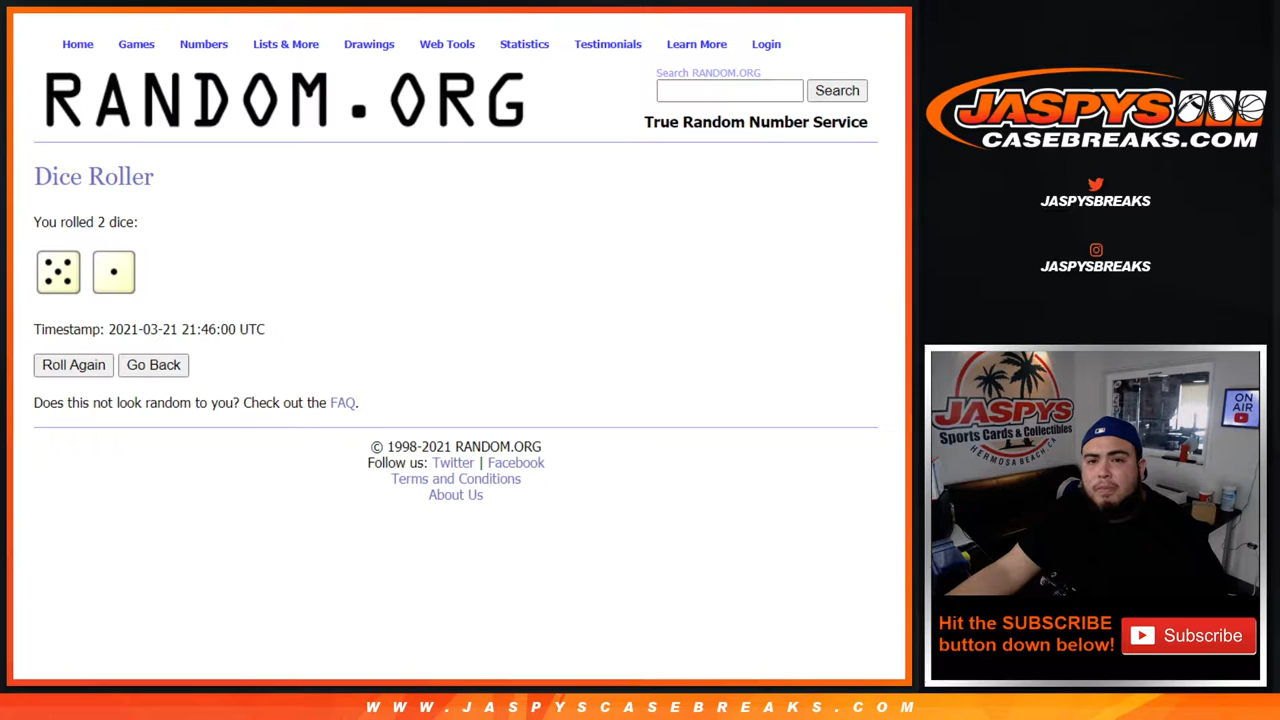 Home Games Numbers Lists & More Drawings Web Tools Statistics Testimonials Learn More Login
RANDOM.ORG
Search RANDOM.ORG
Search
True Random Number Service
Dice Roller
You rolled 2 dice:
Timestamp: 2021-03-21 21:46:00 UTC
Roll Again Go Back
Does this not look random to you? Check out the FAQ.
© 1998-2021 RANDOM.ORG
Follow us: Twitter | Facebook
Terms and Conditions
About Us
JASPYS
CASEBREAKS.COM
JASPYSBREAKS
JASPYSBREAKS
JASPYS
Sports Cards & Collectibles
HERMOSA BEACH, CA
ON
AIR
Hit the SUBSCRIBE
button down below!
Subscribe
WWW.JASPYSCASEBREAKS.COM